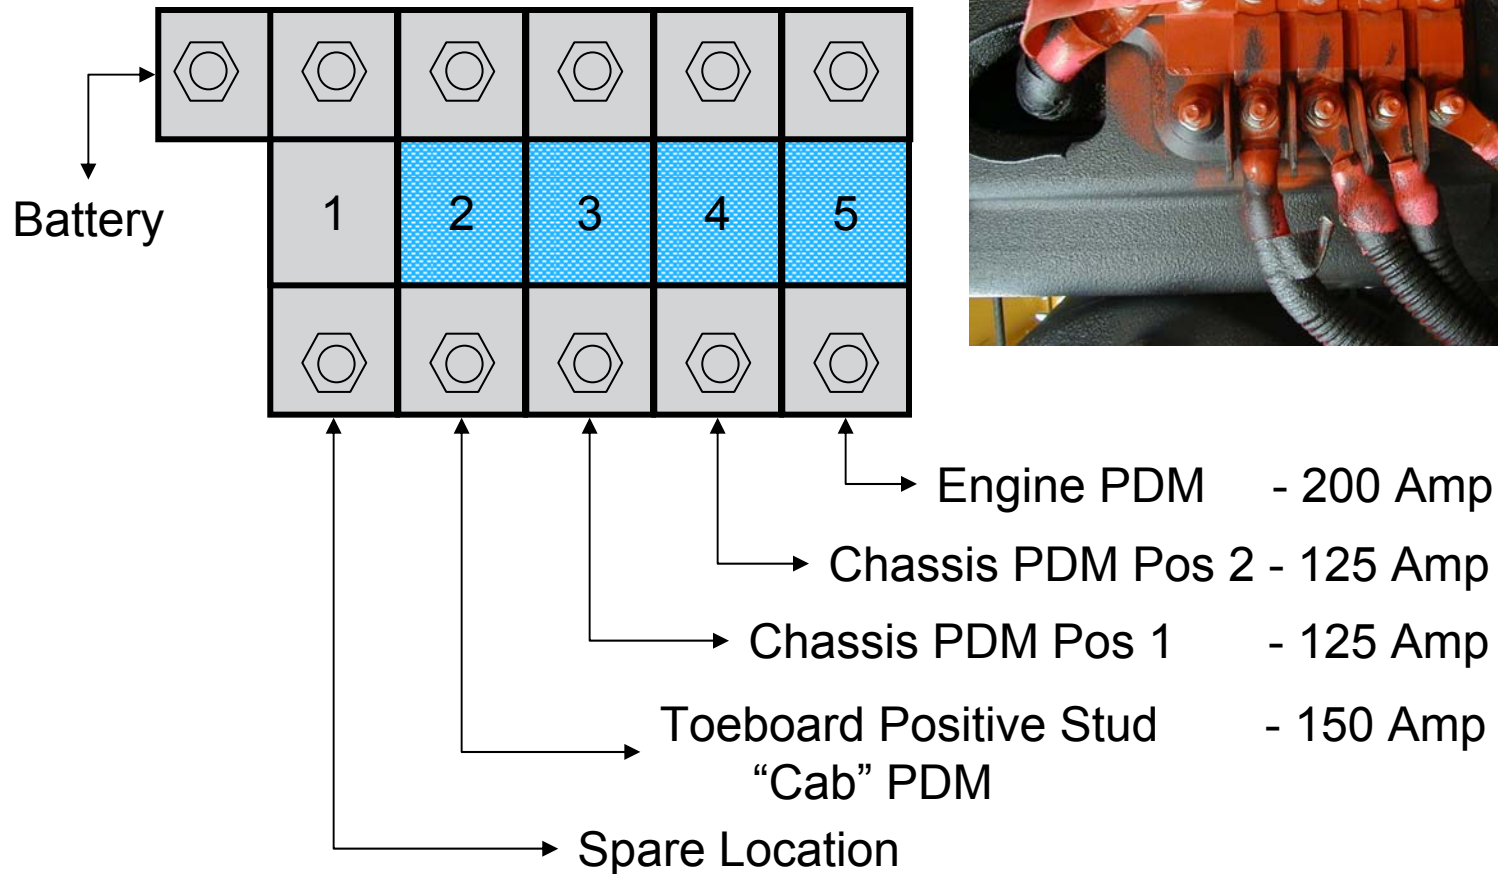 Battery
1 2 3 4 5
Engine PDM - 200 Amp
Chassis PDM Pos 2 - 125 Amp
Chassis PDM Pos 1 - 125 Amp
Toeboard Positive Stud - 150 Amp
“Cab” PDM
Spare Location